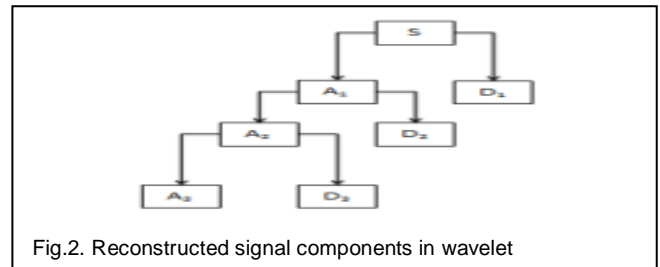 S
A₁ D₁
A₂ D₂
A₃ D₃
Fig.2. Reconstructed signal components in wavelet